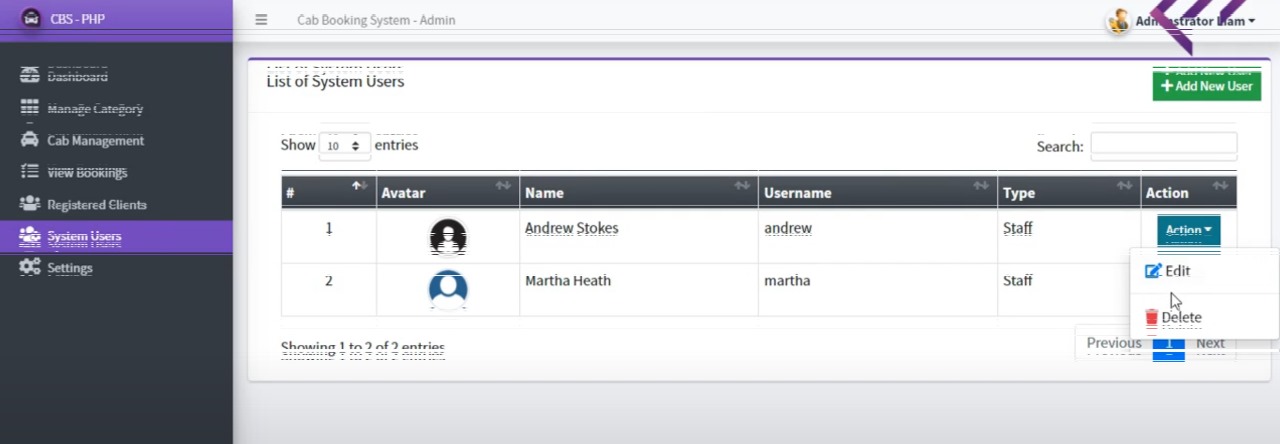 CBS - PHP
Cab Booking System - Admin
Administrator Liam
Dashboard
Manage Category
Cab Management
View Bookings
Registered Clients
System Users
Settings
List of System Users
Add New User
Show 10 entries
Search:
# Avatar Name Username Type Action
1 Andrew Stokes andrew Staff Action
2 Martha Heath martha Staff
Edit
Delete
Showing 1 to 2 of 2 entries
Previous 1 Next